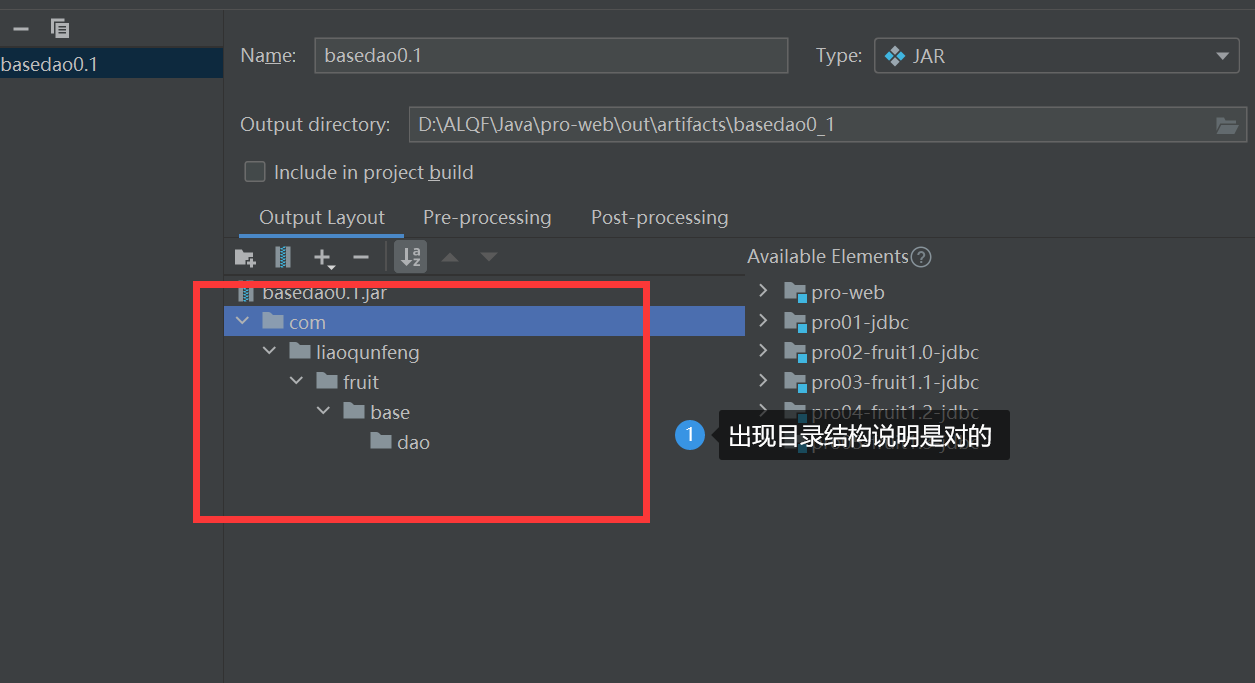 basedao0.1
Name: basedao0.1 Type: JAR
Output directory: D:\ALQF\Java\pro-web\out\artifacts\basedao0_1
Include in project build
Output Layout Pre-processing Post-processing
Available Elements
basedao0.1.jar
com
liaoqunfeng
fruit
base
dao
pro-web
pro01-jdbc
pro02-fruit1.0-jdbc
pro03-fruit1.1-jdbc
pro04-fruit1.2-jdbc
1 出现目录结构说明是对的